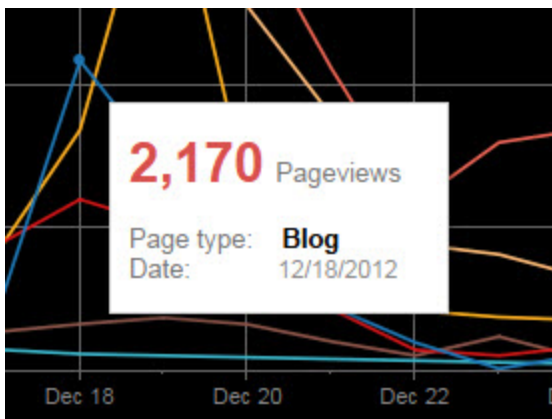 2,170 Pageviews
Page type: Blog
Date: 12/18/2012
Dec 18 Dec 20 Dec 22